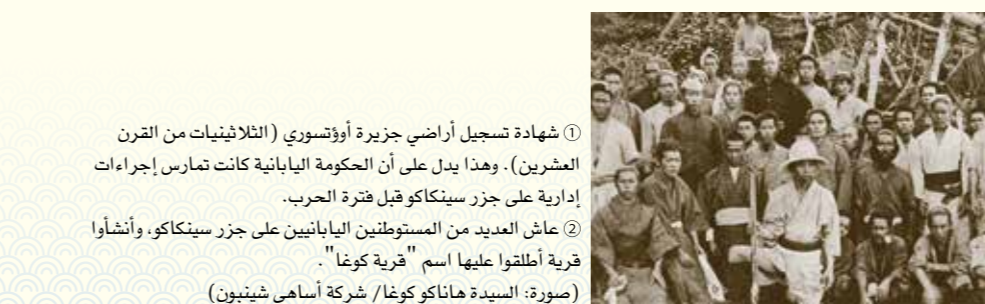 ① شهادة تسجيل أراضي جزيرة أوؤتسوري (الثلاثينيات من القرن
العشرين). وهذا يدل على أن الحكومة اليابانية كانت تمارس إجراءات
إدارية على جزر سينكاكو قبل فترة الحرب.
② عاش العديد من المستوطنين اليابانيين على جزر سينكاكو، وأنشأوا
قرية أطلقوا عليها اسم "قرية كوغا".
(صورة: السيدة هاناكو كوغا/ شركة أساهي شينبون)